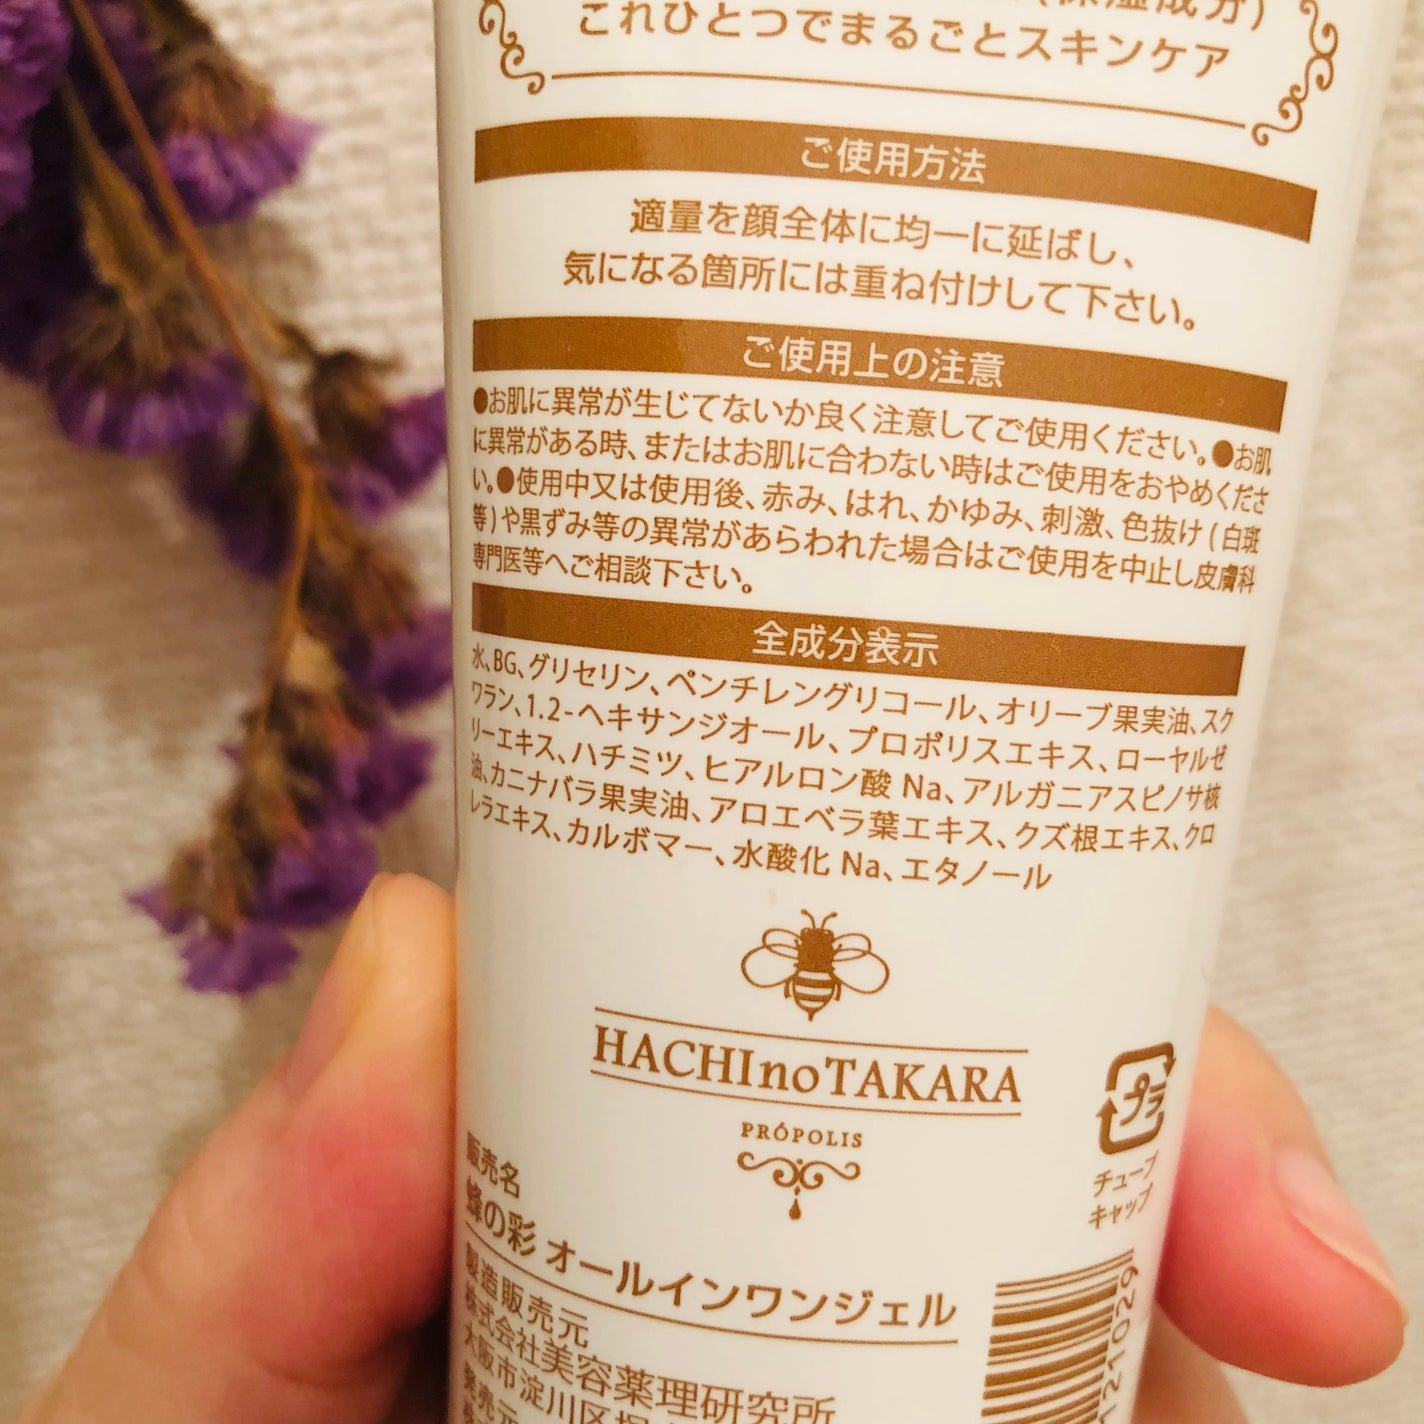 (保湿成分)
これひとつでまるごとスキンケア
ご使用方法
適量を顔全体に均一に延ばし、
気になる箇所には重ね付けして下さい。
ご使用上の注意
●お肌に異常が生じてないか良く注意してご使用ください。●お肌
に異常がある時、またはお肌に合わない時はご使用をおやめくださ
い。●使用中又は使用後、赤み、はれ、かゆみ、刺激、色抜け(白斑
等)や黒ずみ等の異常があらわれた場合はご使用を中止し皮膚科
専門医等へご相談下さい。
全成分表示
水、BG、グリセリン、ペンチレングリコール、オリーブ果実油、スク
ワラン、1.2-ヘキサンジオール、プロポリスエキス、ローヤルゼ
リーエキス、ハチミツ、ヒアルロン酸 Na、アルガニアスピノサ核
油、カニナバラ果実油、アロエベラ葉エキス、クズ根エキス、クロ
レラエキス、カルボマー、水酸化 Na、エタノール
HACHInoTAKARA
PRÓPOLIS
プラ
チューブ
キャップ
販売名
蜂の彩 オールインワンジェル
製造販売元
株式会社美容薬理研究所
大阪市淀川区
発売元